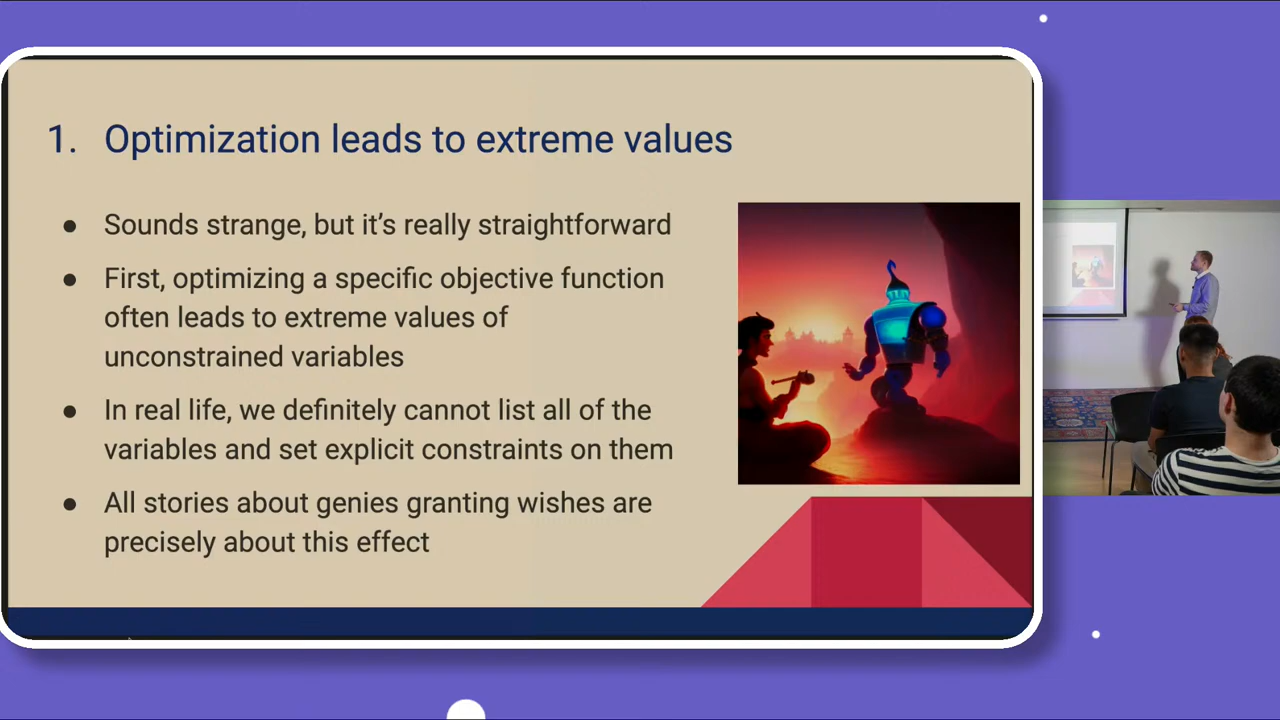 1. Optimization leads to extreme values
● Sounds strange, but it's really straightforward
● First, optimizing a specific objective function
often leads to extreme values of
unconstrained variables
● In real life, we definitely cannot list all of the
variables and set explicit constraints on them
● All stories about genies granting wishes are
precisely about this effect